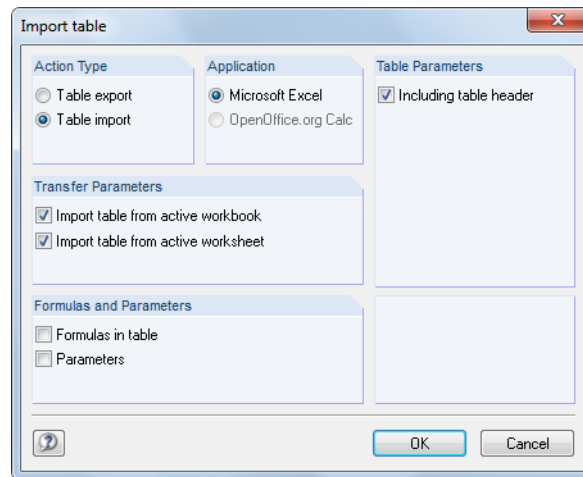 Import table
Action Type
Table export
Table import
Application
Microsoft Excel
OpenOffice.org Calc
Table Parameters
Including table header
Transfer Parameters
Import table from active workbook
Import table from active worksheet
Formulas and Parameters
Formulas in table
Parameters
OK
Cancel